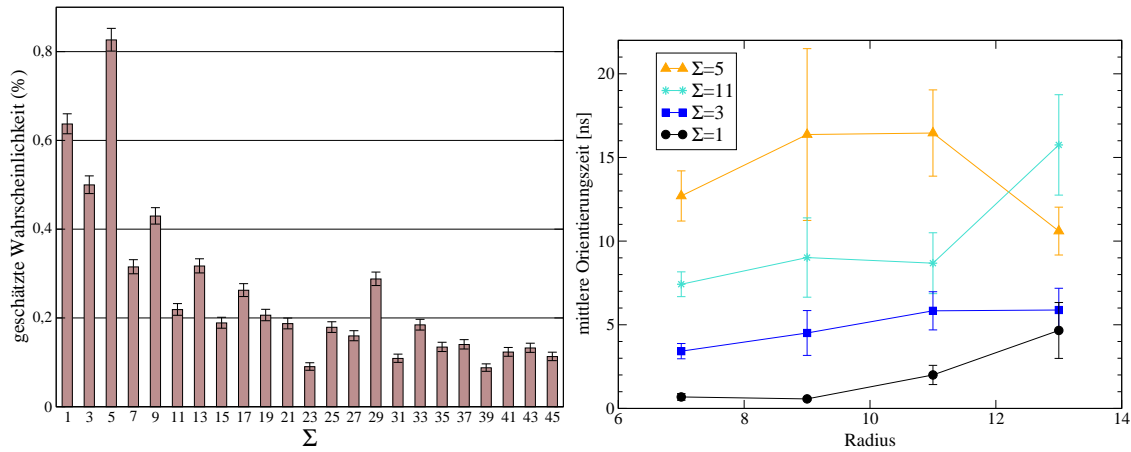 geschätzte Wahrscheinlichkeit (%)
0,8
0,6
0,4
0,2
0
1 3 5 7 9 11 13 15 17 19 21 23 25 27 29 31 33 35 37 39 41 43 45
Σ
mittlere Orientierungszeit [ns]
20
15
10
5
0
Σ=5
Σ=11
Σ=3
Σ=1
6 8 10 12 14
Radius